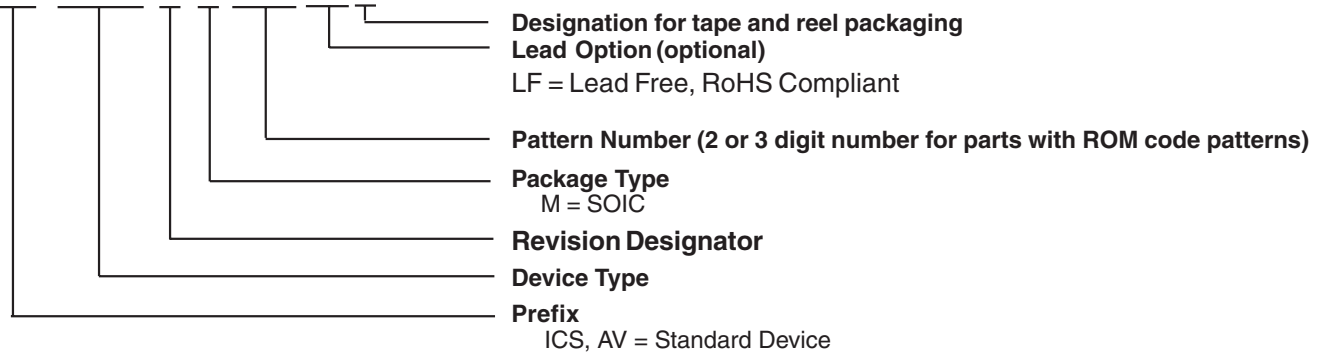 Designation for tape and reel packaging
Lead Option (optional)
LF = Lead Free, RoHS Compliant
Pattern Number (2 or 3 digit number for parts with ROM code patterns)
Package Type
M = SOIC
Revision Designator
Device Type
Prefix
ICS, AV = Standard Device